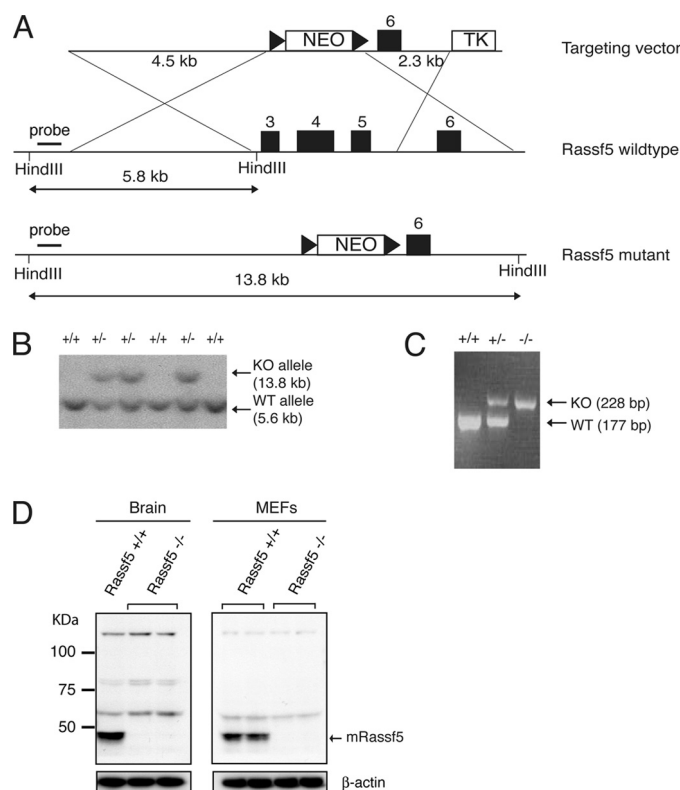 A
6
NEO
TK
4.5 kb
2.3 kb
Targeting vector
probe
3 4 5 6
Rassf5 wildtype
HindIII HindIII
5.8 kb
probe
6
NEO
Rassf5 mutant
HindIII HindIII
13.8 kb
B
+/+ +/- +/- +/+ +/- +/+
KO allele
(13.8 kb)
WT allele
(5.6 kb)
C
+/+ +/- -/-
KO (228 bp)
WT (177 bp)
D
Brain MEFs
Rassf5 +/+ Rassf5 -/- Rassf5 +/+ Rassf5 -/-
KDa
100
75
50
mRassf5
β-actin